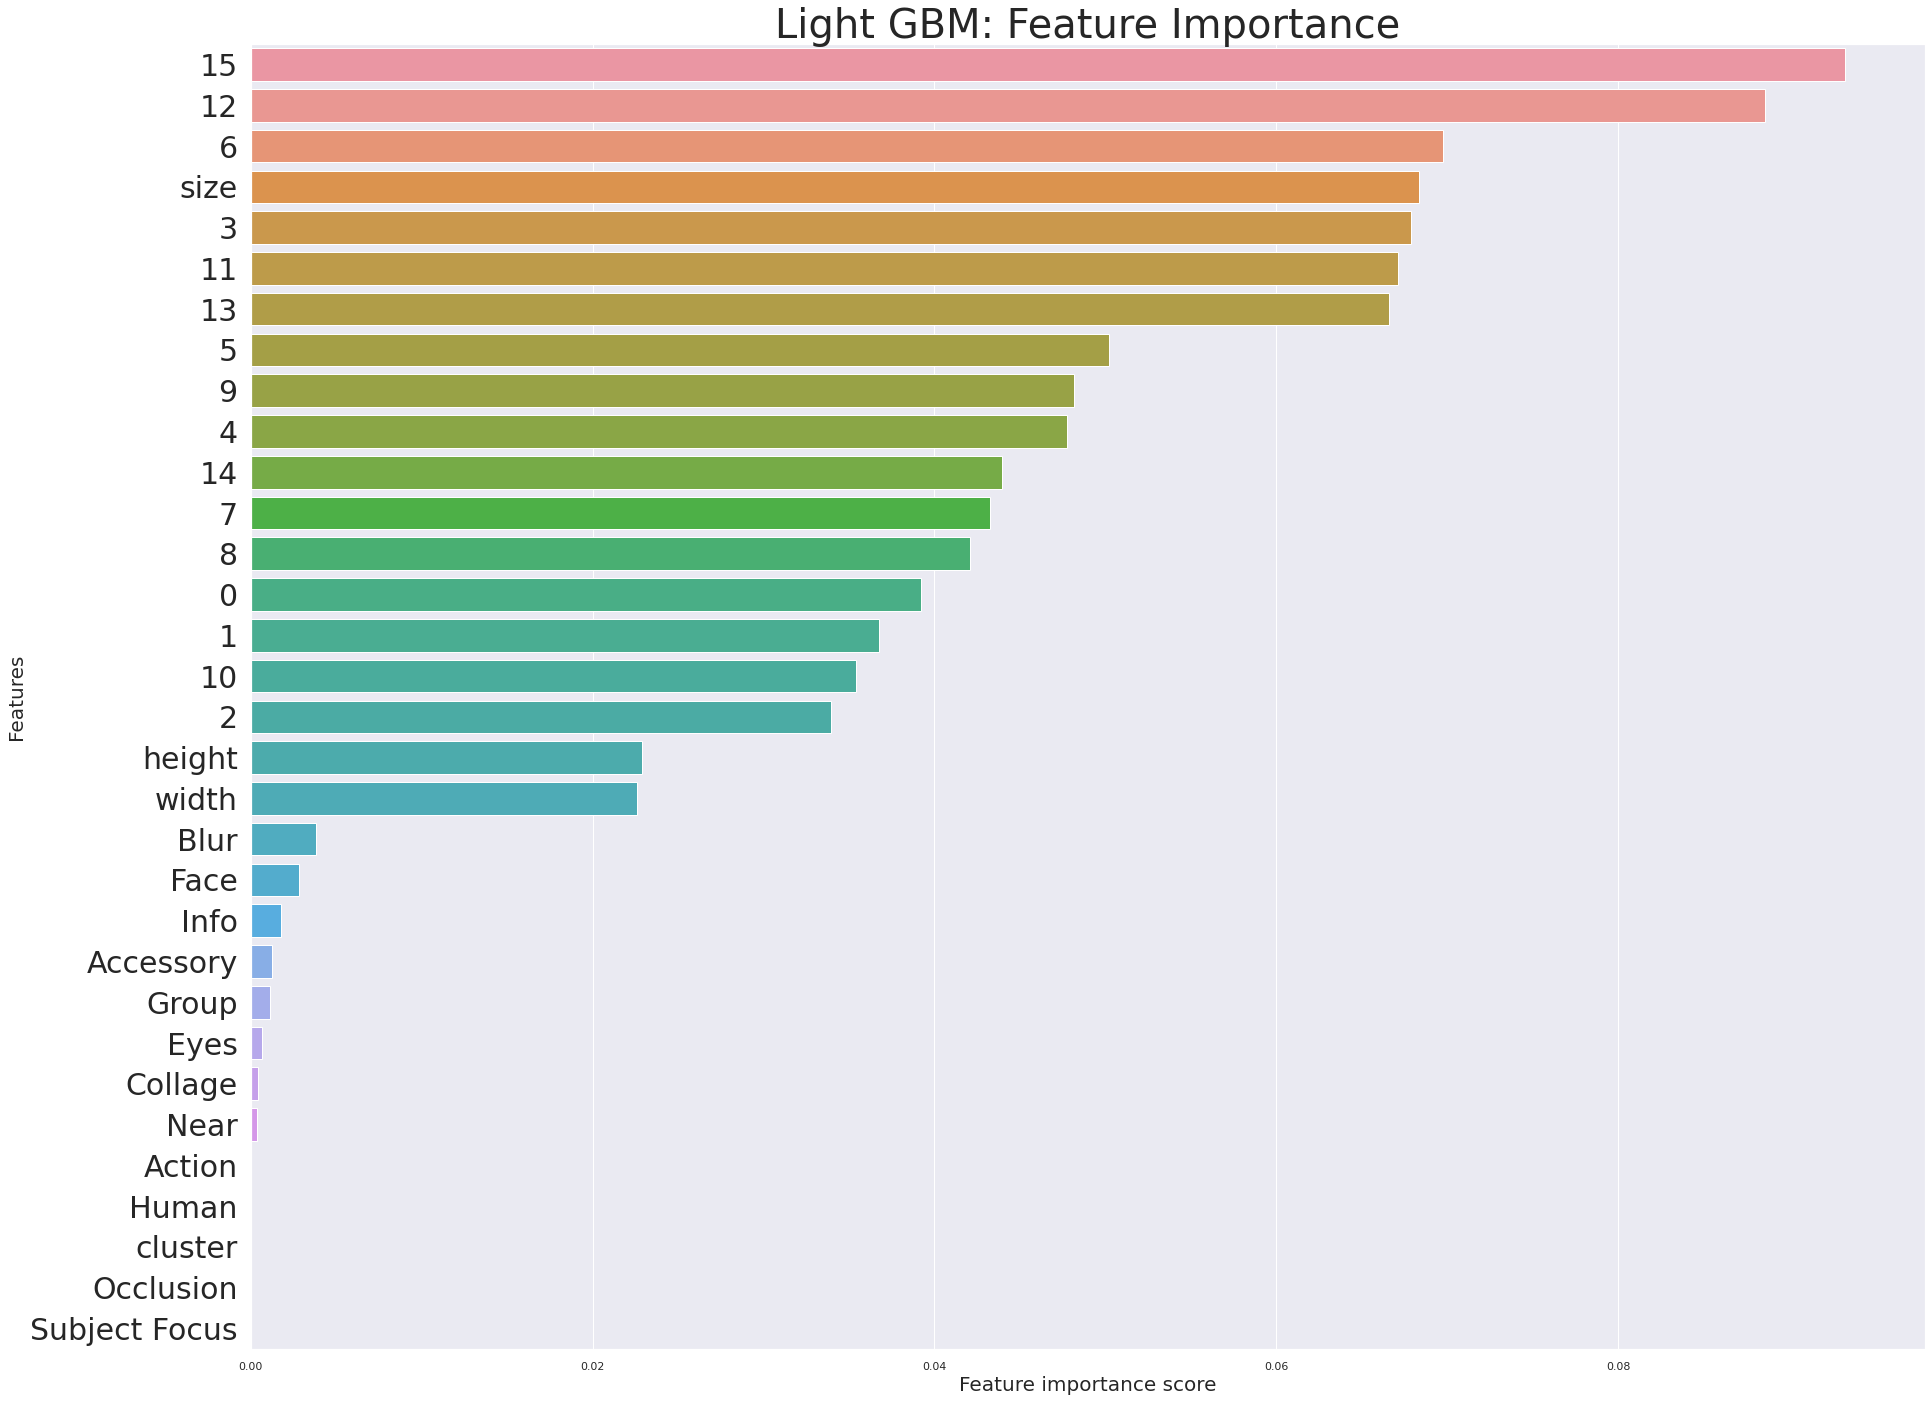 Light GBM: Feature Importance
15
12
6
size
3
11
13
5
9
4
14
7
8
0
1
10
2
height
width
Blur
Face
Info
Accessory
Group
Eyes
Collage
Near
Action
Human
cluster
Occlusion
Subject Focus
Features
0.00 0.02 0.04 0.06 0.08
Feature importance score